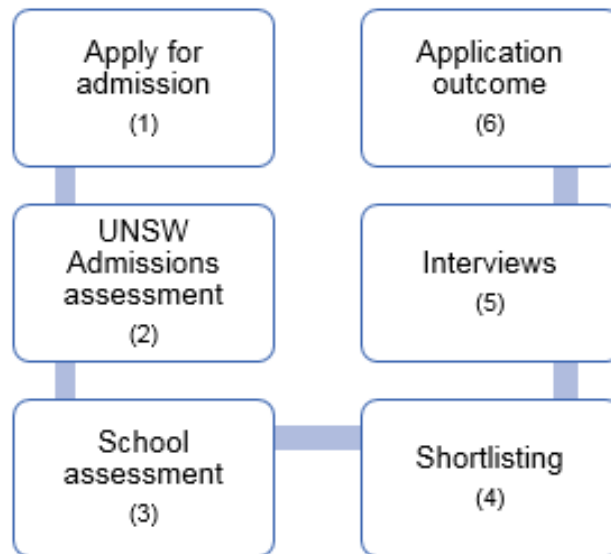 Apply for
admission
(1)
UNSW
Admissions
assessment
(2)
School
assessment
(3)
Shortlisting
(4)
Interviews
(5)
Application
outcome
(6)